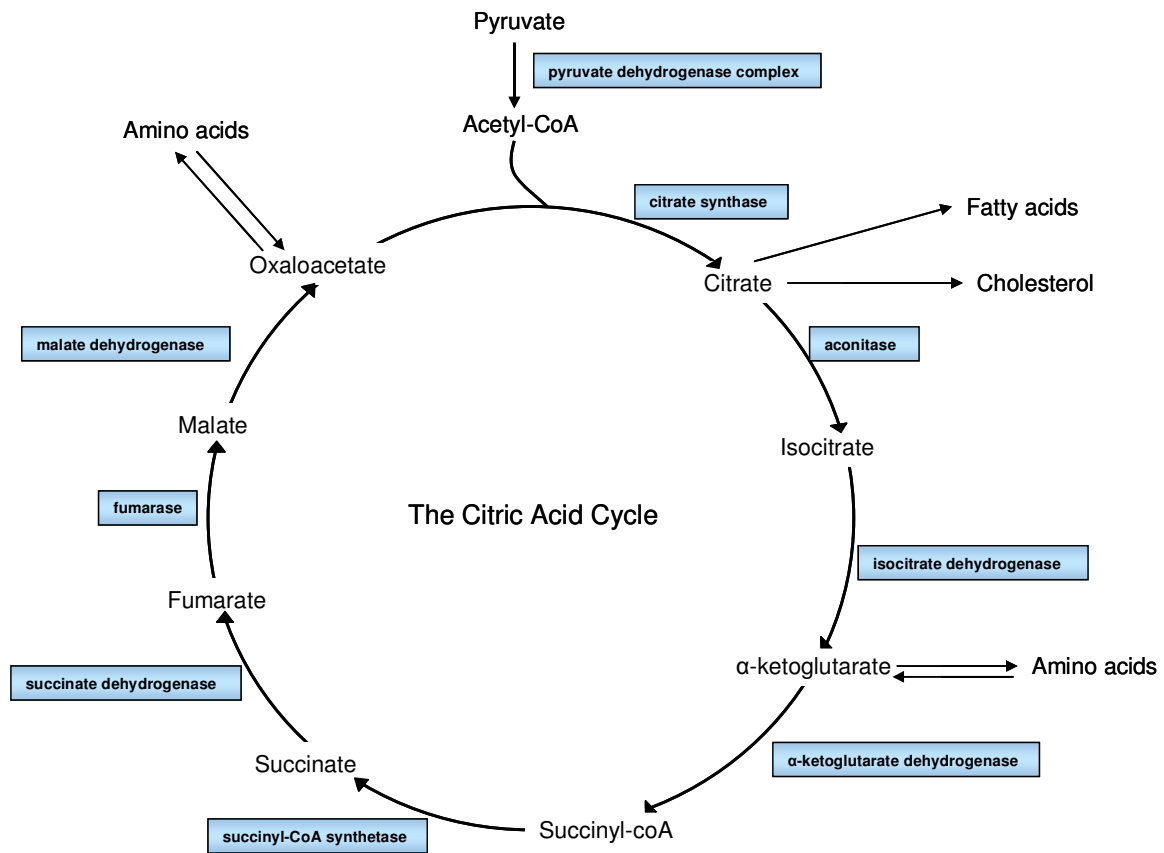 Pyruvate
pyruvate dehydrogenase complex
Acetyl-CoA
Amino acids
citrate synthase
Fatty acids
Oxaloacetate
Citrate
Cholesterol
malate dehydrogenase
aconitase
Malate
Isocitrate
fumarase
The Citric Acid Cycle
isocitrate dehydrogenase
Fumarate
α-ketoglutarate
Amino acids
succinate dehydrogenase
α-ketoglutarate dehydrogenase
Succinate
Succinyl-coA
succinyl-CoA synthetase